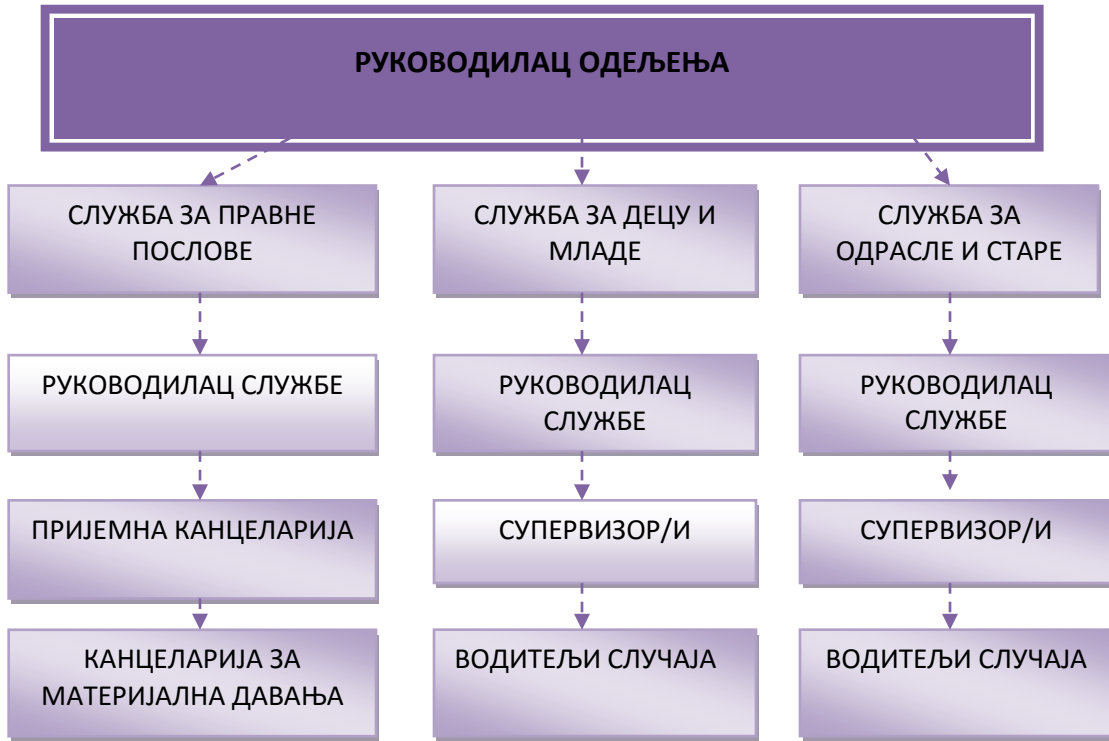 РУКОВОДИЛАЦ ОДЕЉЕЊА
СЛУЖБА ЗА ПРАВНЕ
ПОСЛОВЕ
СЛУЖБА ЗА ДЕЦУ И
МЛАДЕ
СЛУЖБА ЗА
ОДРАСЛЕ И СТАРЕ
РУКОВОДИЛАЦ СЛУЖБЕ
РУКОВОДИЛАЦ
СЛУЖБЕ
РУКОВОДИЛАЦ
СЛУЖБЕ
ПРИЈЕМНА КАНЦЕЛАРИЈА
СУПЕРВИЗОР/И
СУПЕРВИЗОР/И
КАНЦЕЛАРИЈА ЗА
МАТЕРИЈАЛНА ДАВАЊА
ВОДИТЕЉИ СЛУЧАЈА
ВОДИТЕЉИ СЛУЧАЈА